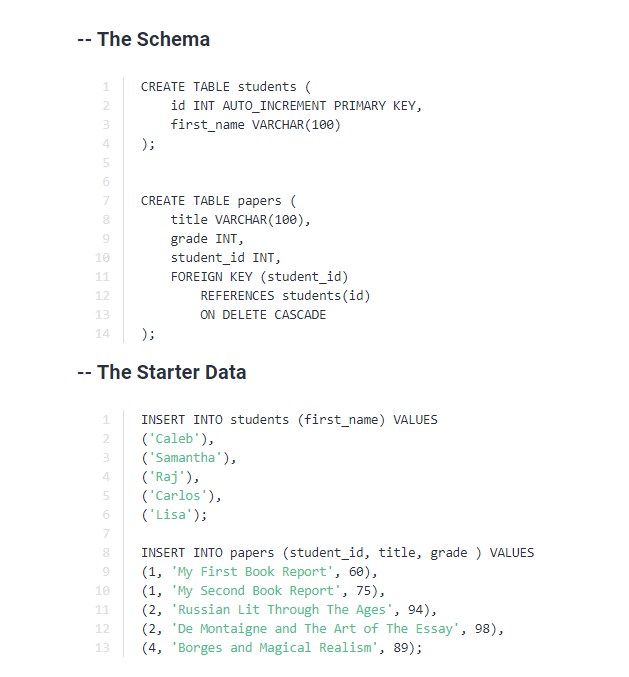 -- The Schema
1 CREATE TABLE students (
2 id INT AUTO_INCREMENT PRIMARY KEY,
3 first_name VARCHAR(100)
4 );
5
6
7 CREATE TABLE papers (
8 title VARCHAR(100),
9 grade INT,
10 student_id INT,
11 FOREIGN KEY (student_id)
12 REFERENCES students(id)
13 ON DELETE CASCADE
14 );
-- The Starter Data
1 INSERT INTO students (first_name) VALUES
2 ('Caleb'),
3 ('Samantha'),
4 ('Raj'),
5 ('Carlos'),
6 ('Lisa');
7
8 INSERT INTO papers (student_id, title, grade ) VALUES
9 (1, 'My First Book Report', 60),
10 (1, 'My Second Book Report', 75),
11 (2, 'Russian Lit Through The Ages', 94),
12 (2, 'De Montaigne and The Art of The Essay', 98),
13 (4, 'Borges and Magical Realism', 89);